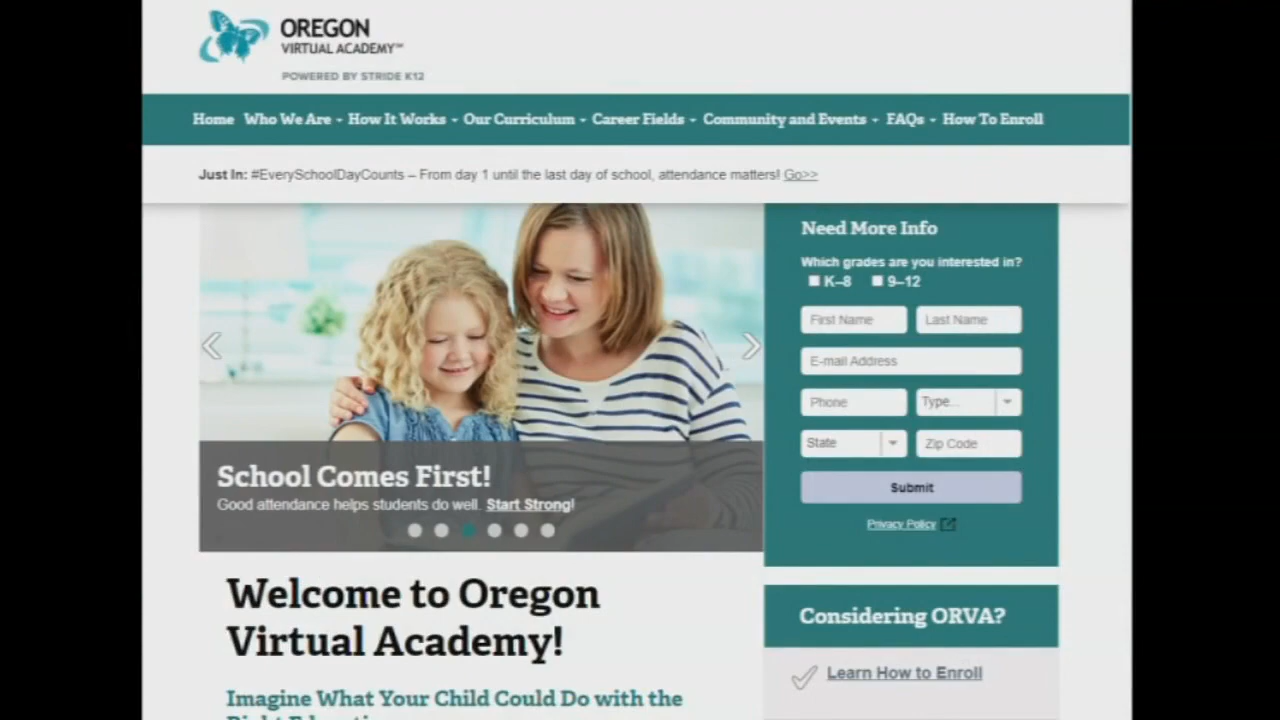 OREGON
VIRTUAL ACADEMY™
POWERED BY STRIDE K12
Home Who We Are How It Works Our Curriculum Career Fields Community and Events FAQs How To Enroll
Just In: #EverySchoolDayCounts – From day 1 until the last day of school, attendance matters! Go>>
School Comes First!
Good attendance helps students do well. Start Strong!
Need More Info
Which grades are you interested in?
K–8 9–12
First Name Last Name
E-mail Address
Phone Type...
State Zip Code
Submit
Privacy Policy
Welcome to Oregon
Virtual Academy!
Imagine What Your Child Could Do with the
Considering ORVA?
Learn How to Enroll